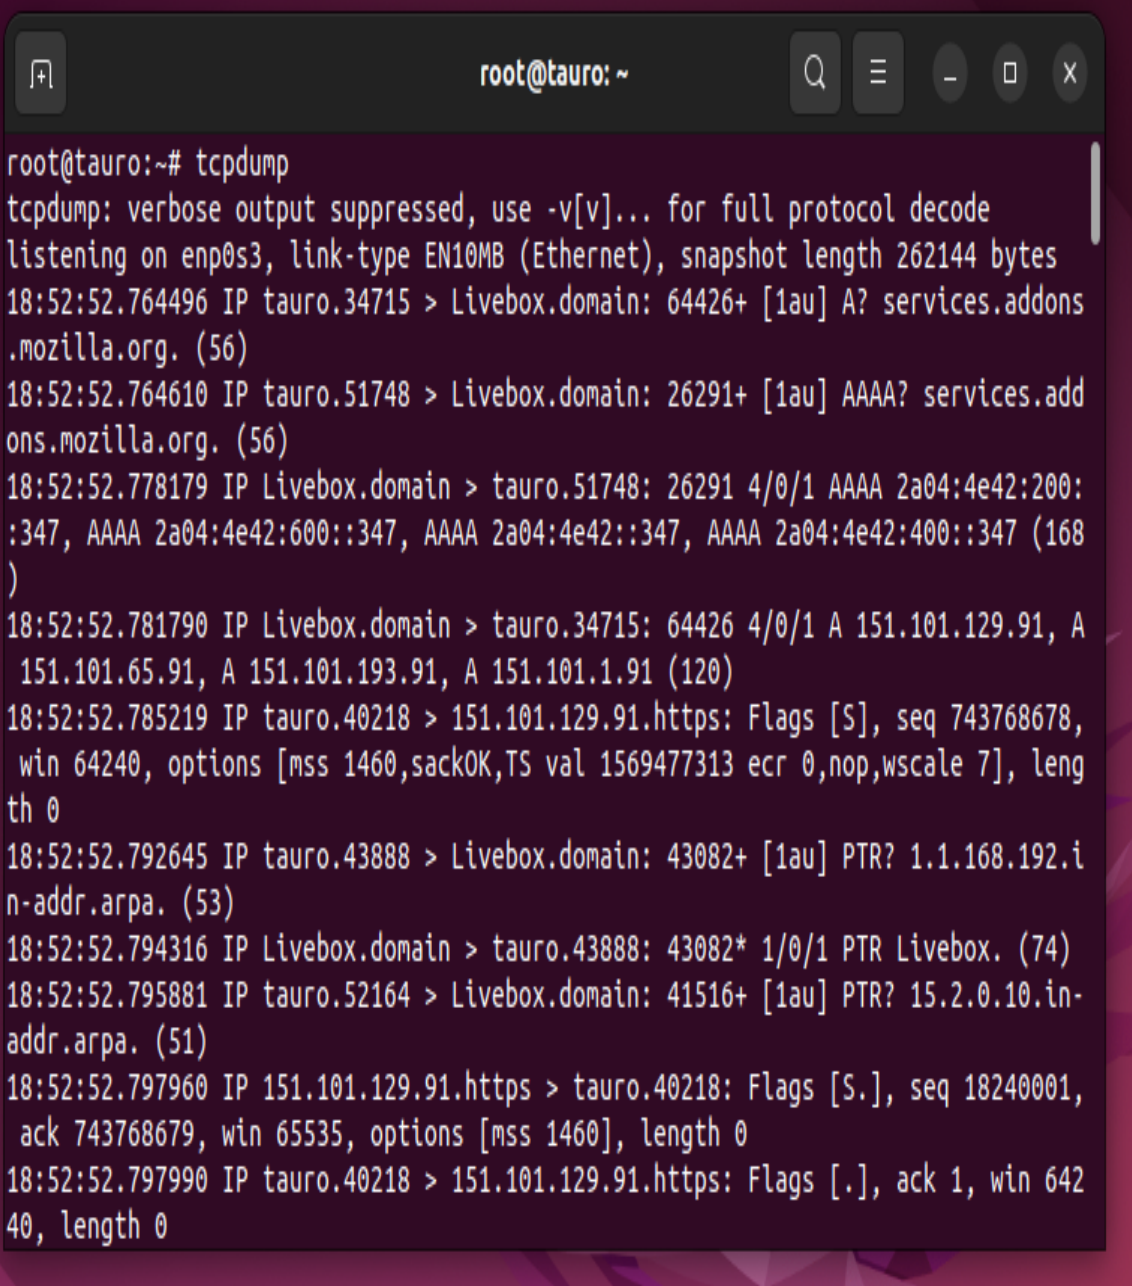 root@tauro: ~
root@tauro:~# tcpdump
tcpdump: verbose output suppressed, use -v[v]... for full protocol decode
listening on enp0s3, link-type EN10MB (Ethernet), snapshot length 262144 bytes
18:52:52.764496 IP tauro.34715 > Livebox.domain: 64426+ [1au] A? services.addons
.mozilla.org. (56)
18:52:52.764610 IP tauro.51748 > Livebox.domain: 26291+ [1au] AAAA? services.add
ons.mozilla.org. (56)
18:52:52.778179 IP Livebox.domain > tauro.51748: 26291 4/0/1 AAAA 2a04:4e42:200:
:347, AAAA 2a04:4e42:600::347, AAAA 2a04:4e42::347, AAAA 2a04:4e42:400::347 (168
)
18:52:52.781790 IP Livebox.domain > tauro.34715: 64426 4/0/1 A 151.101.129.91, A
 151.101.65.91, A 151.101.193.91, A 151.101.1.91 (120)
18:52:52.785219 IP tauro.40218 > 151.101.129.91.https: Flags [S], seq 743768678,
 win 64240, options [mss 1460,sackOK,TS val 1569477313 ecr 0,nop,wscale 7], leng
th 0
18:52:52.792645 IP tauro.43888 > Livebox.domain: 43082+ [1au] PTR? 1.1.168.192.i
n-addr.arpa. (53)
18:52:52.794316 IP Livebox.domain > tauro.43888: 43082* 1/0/1 PTR Livebox. (74)
18:52:52.795881 IP tauro.52164 > Livebox.domain: 41516+ [1au] PTR? 15.2.0.10.in-
addr.arpa. (51)
18:52:52.797960 IP 151.101.129.91.https > tauro.40218: Flags [S.], seq 18240001,
 ack 743768679, win 65535, options [mss 1460], length 0
18:52:52.797990 IP tauro.40218 > 151.101.129.91.https: Flags [.], ack 1, win 642
40, length 0